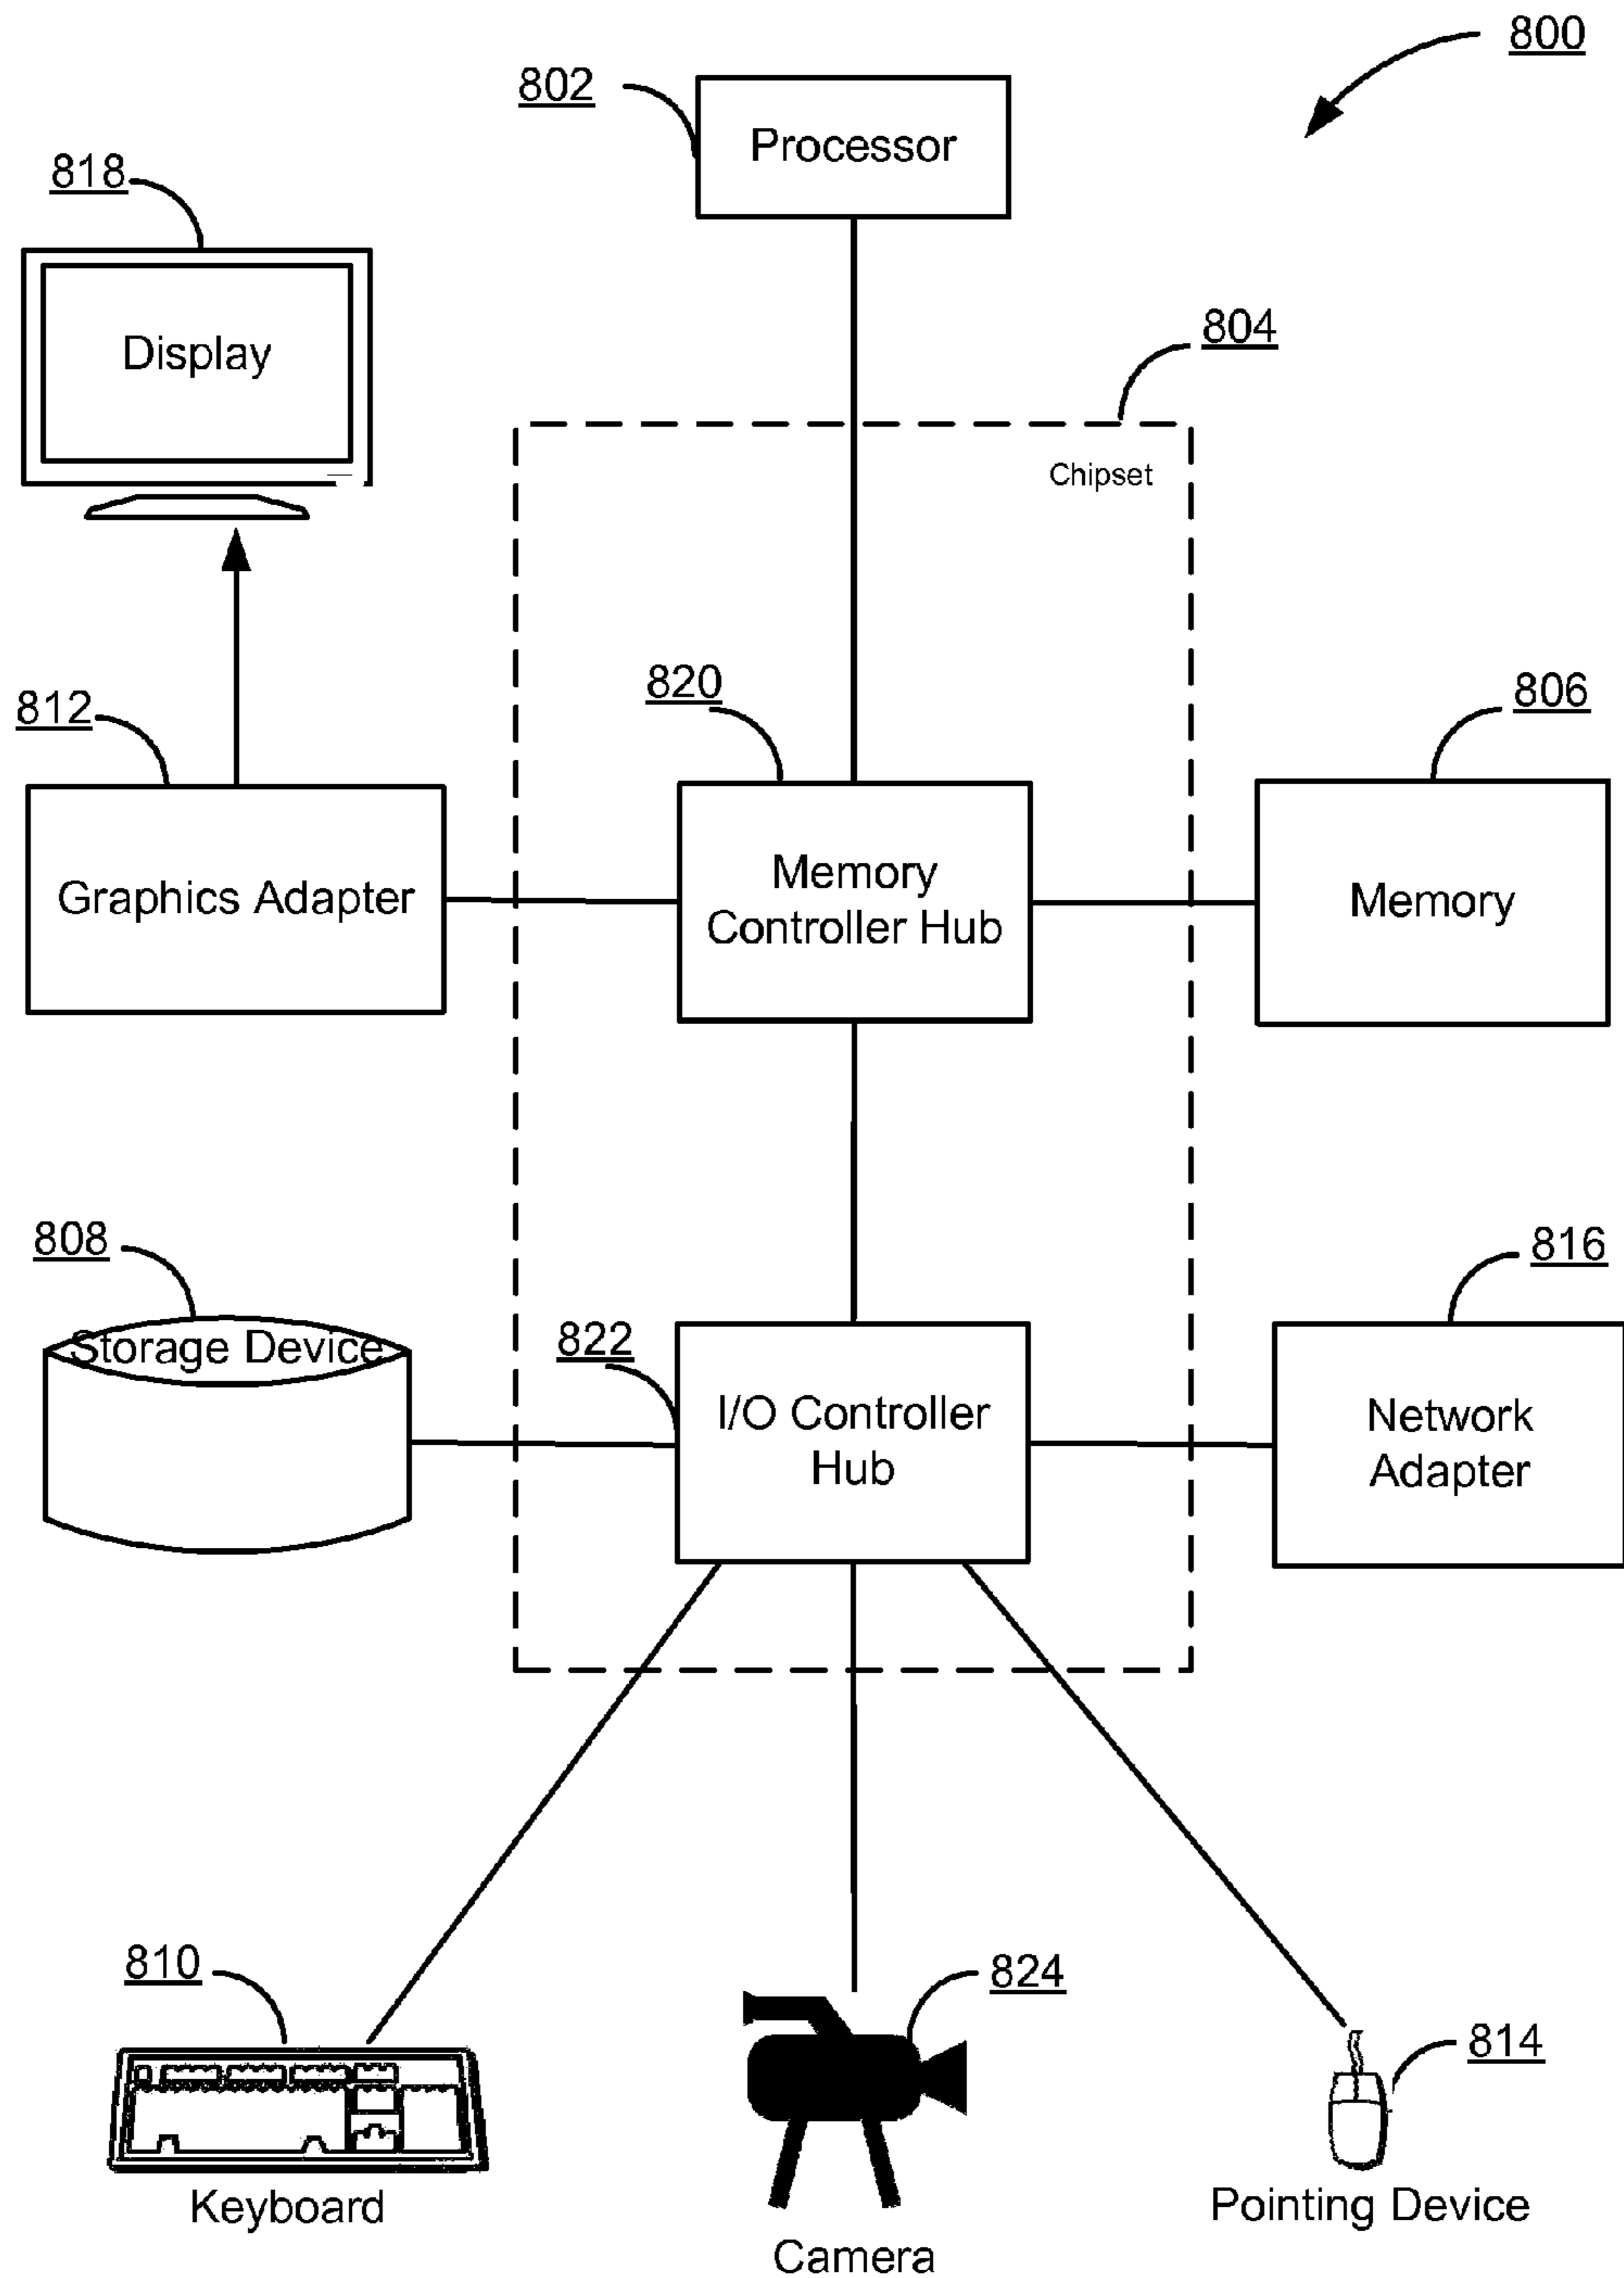 800
802
Processor
818
Display
804
Chipset
820
812
806
Graphics Adapter
Memory
Controller Hub
Memory
808
816
Storage Device
822
I/O Controller
Hub
Network
Adapter
810
824
814
Keyboard
Pointing Device
Camera